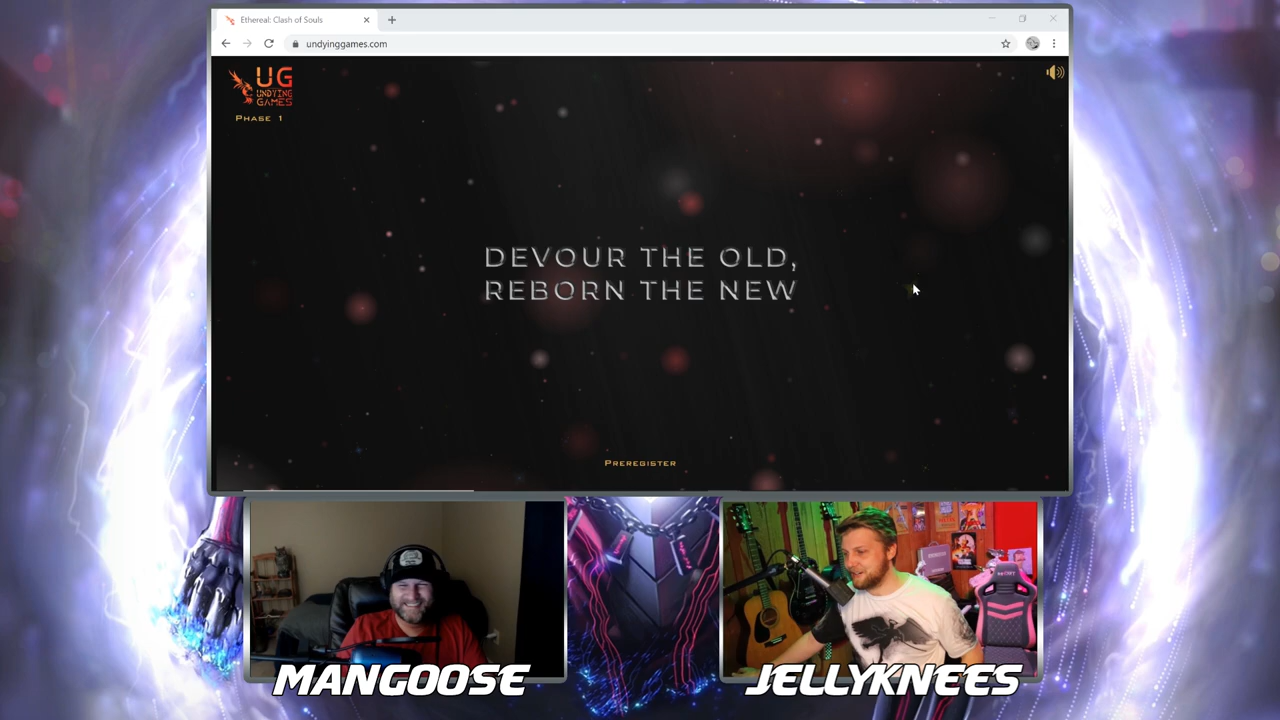 Ethereal: Clash of Souls
undyinggames.com
UG
UNDYING
GAMES
PHASE 1
DEVOUR THE OLD,
REBORN THE NEW
PREREGISTER
MANGOOSE
JELLYKNEES